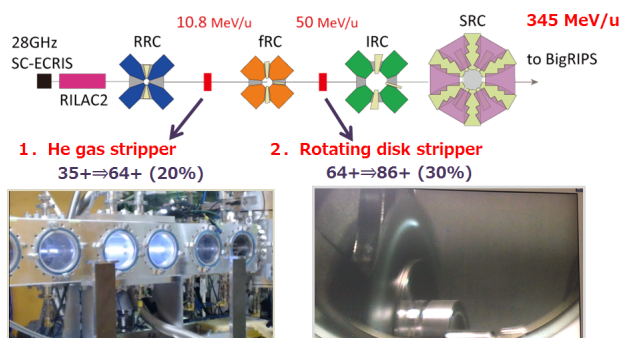 10.8 MeV/u
50 MeV/u
SRC
345 MeV/u
28GHz
SC-ECRIS
RRC
fRC
IRC
to BigRIPS
RILAC2
1. He gas stripper
35+⇒64+ (20%)
2. Rotating disk stripper
64+⇒86+ (30%)